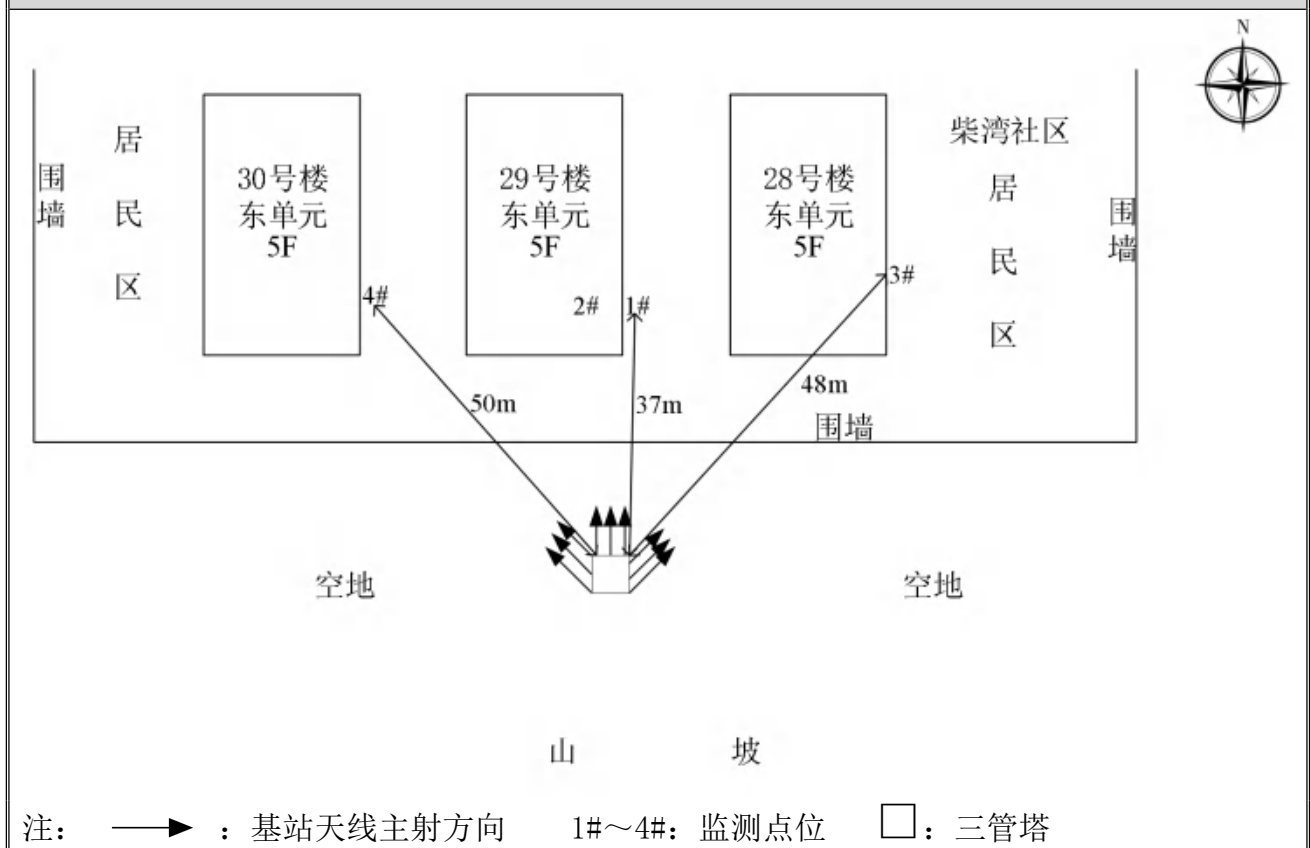 N
居
民
区
围
墙
30号楼
东单元
5F
29号楼
东单元
5F
28号楼
东单元
5F
柴湾社区
居
民
区
围
墙
4#
2#
1#
3#
50m
37m
48m
围墙
空地
空地
山 坡
注： ：基站天线主射方向 1#～4#：监测点位 ：三管塔